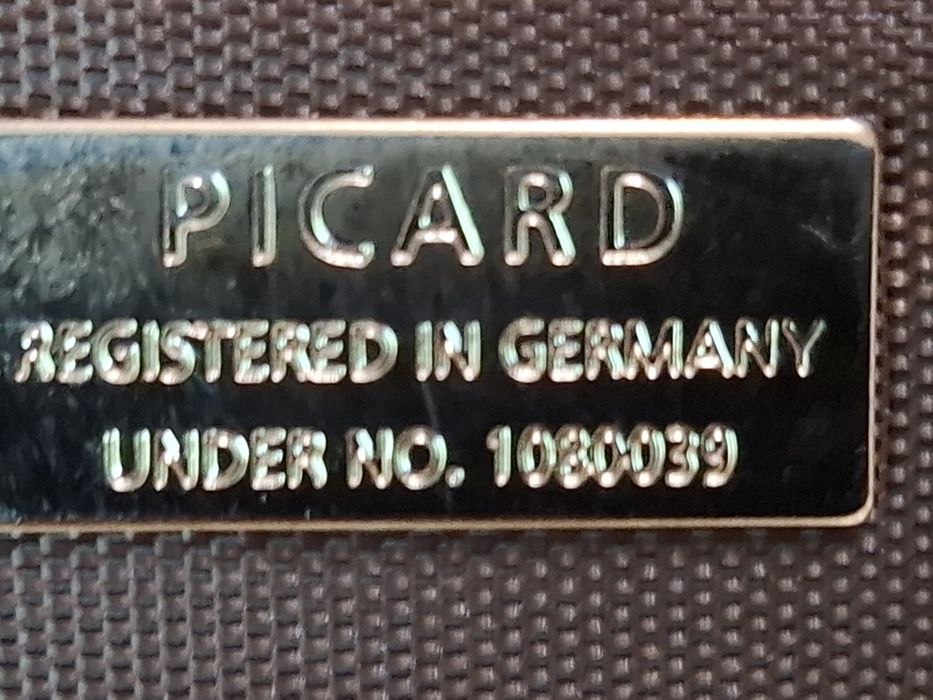 PICARD
REGISTERED IN GERMANY
UNDER NO. 1080039